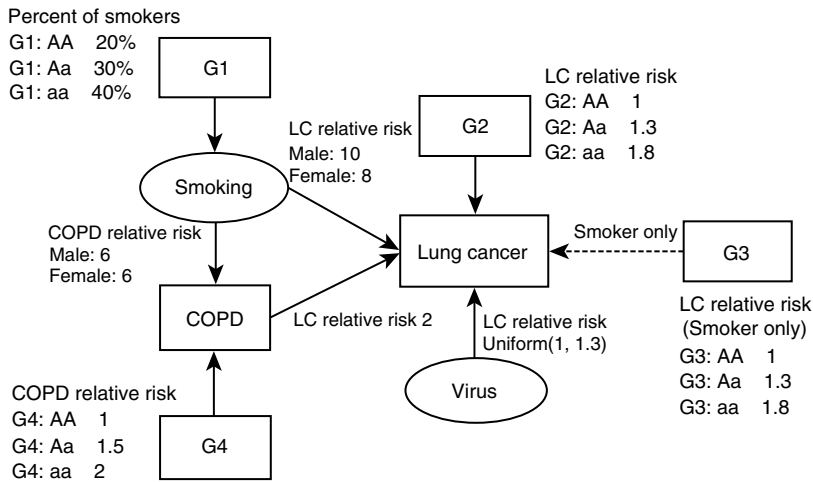 Percent of smokers
G1: AA 20%
G1: Aa 30%
G1: aa 40%
G1
LC relative risk
Male: 10
Female: 8
G2
LC relative risk
G2: AA 1
G2: Aa 1.3
G2: aa 1.8
Smoking
COPD relative risk
Male: 6
Female: 6
Lung cancer
Smoker only
G3
COPD
LC relative risk 2
LC relative risk
Uniform(1, 1.3)
LC relative risk
(Smoker only)
G3: AA 1
G3: Aa 1.3
G3: aa 1.8
Virus
COPD relative risk
G4: AA 1
G4: Aa 1.5
G4: aa 2
G4